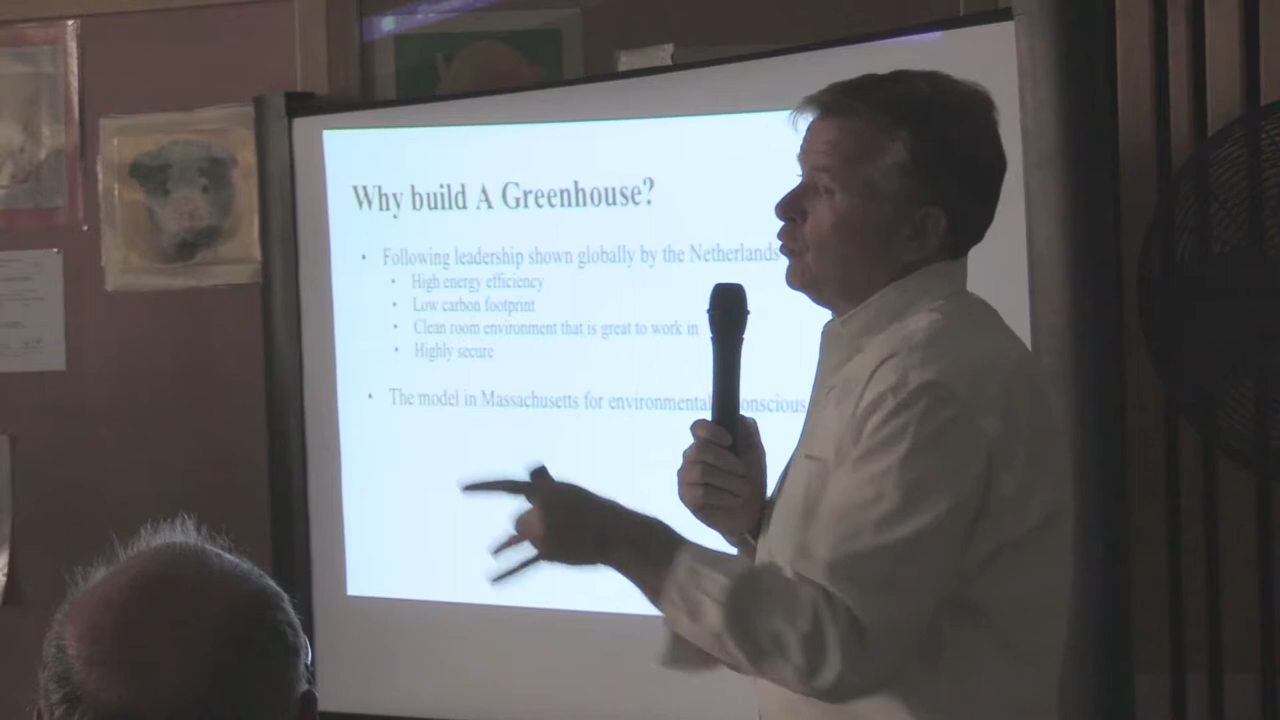 Why build A Greenhouse?
• Following leadership shown globally by the Netherlands
• High energy efficiency
• Low carbon footprint
• Clean room environment that is great to work in
• Highly secure
• The model in Massachusetts for environmental onscious